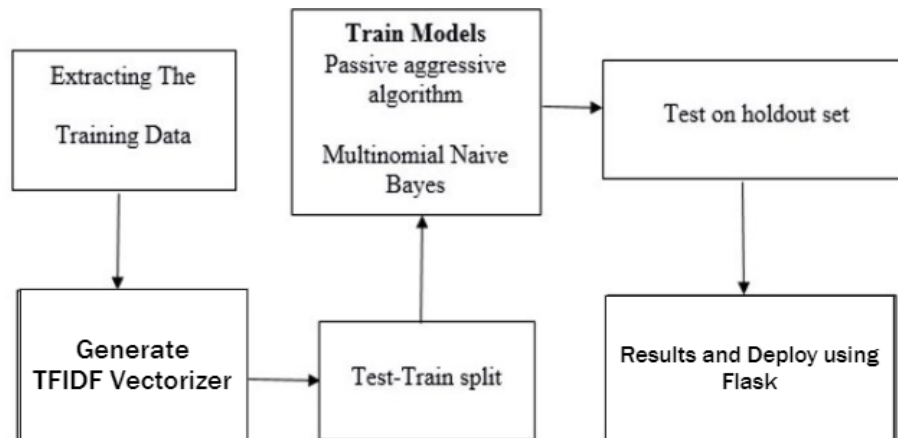 Extracting The
Training Data
Generate
TFIDF Vectorizer
Test-Train split
Train Models
Passive aggressive
algorithm
Multinomial Naive
Bayes
Test on holdout set
Results and Deploy using
Flask